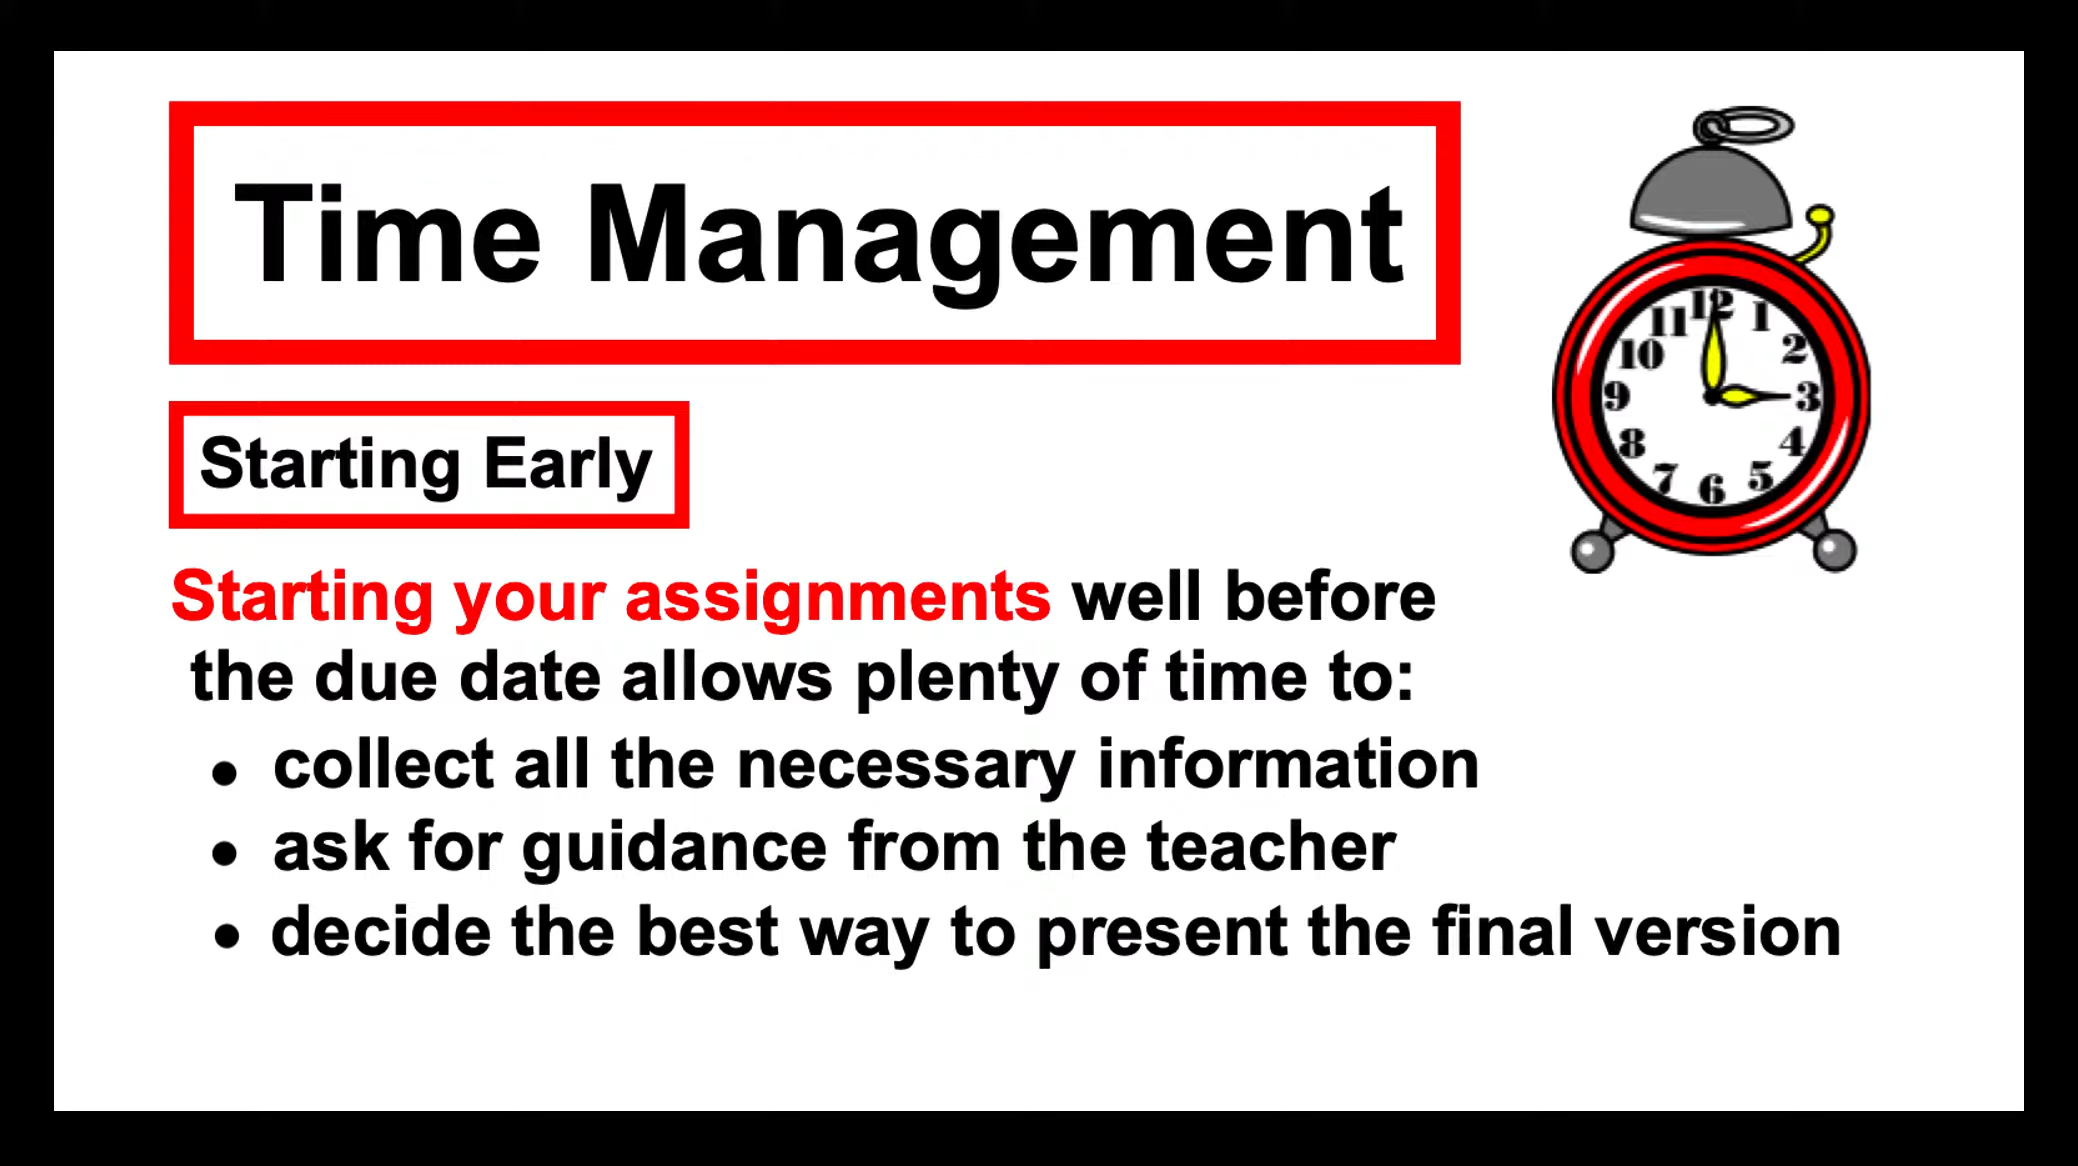 Time Management
Starting Early
Starting your assignments well before
the due date allows plenty of time to:
• collect all the necessary information
• ask for guidance from the teacher
• decide the best way to present the final version
12
11 1
10 2
9 3
8 4
7 5
6